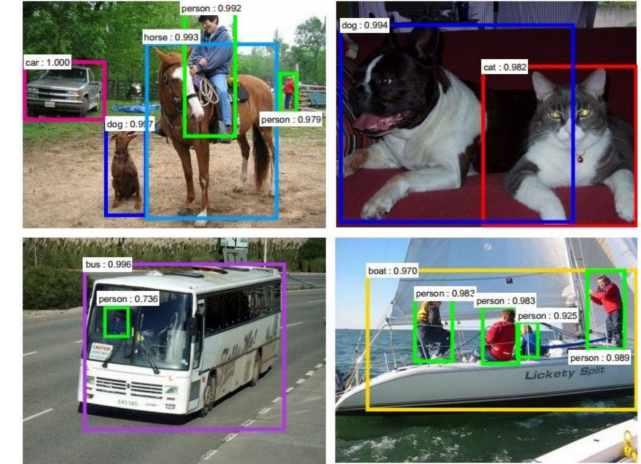 person : 0.992
horse : 0.993
car : 1.000
dog : 0.997
person : 0.979
dog : 0.994
cat : 0.982
bus : 0.996
person : 0.736
CAUTION
boat : 0.970
person : 0.983
person : 0.983
person : 0.925
person : 0.989
Lickety Split